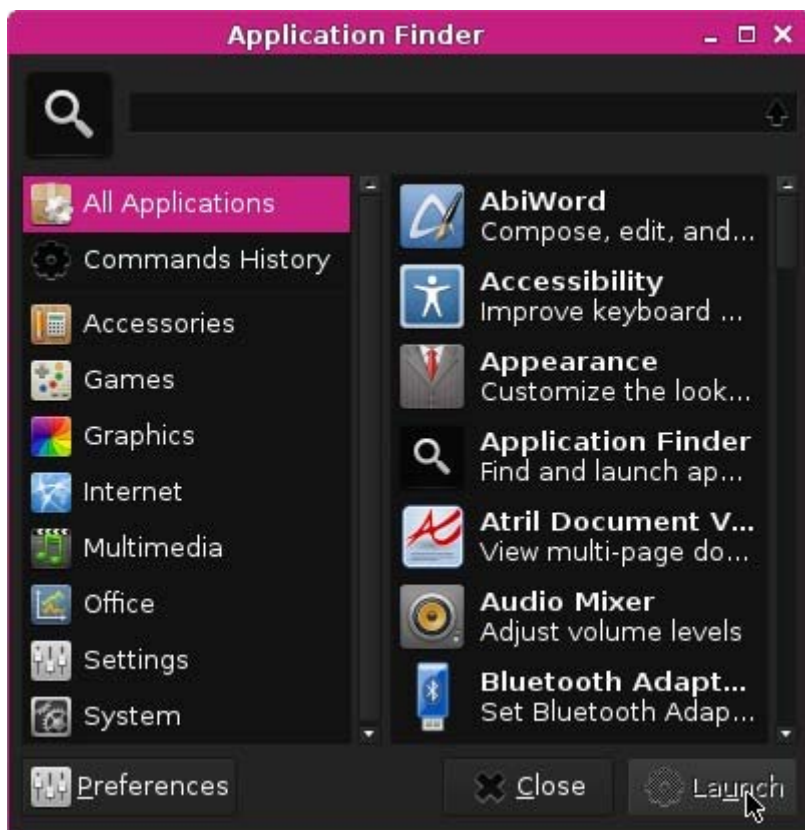 Application Finder
All Applications
Commands History
Accessories
Games
Graphics
Internet
Multimedia
Office
Settings
System
AbiWord
Compose, edit, and...
Accessibility
Improve keyboard ...
Appearance
Customize the look...
Application Finder
Find and launch ap...
Atril Document V...
View multi-page do...
Audio Mixer
Adjust volume levels
Bluetooth Adapt...
Set Bluetooth Adap...
Preferences
Close
Launch